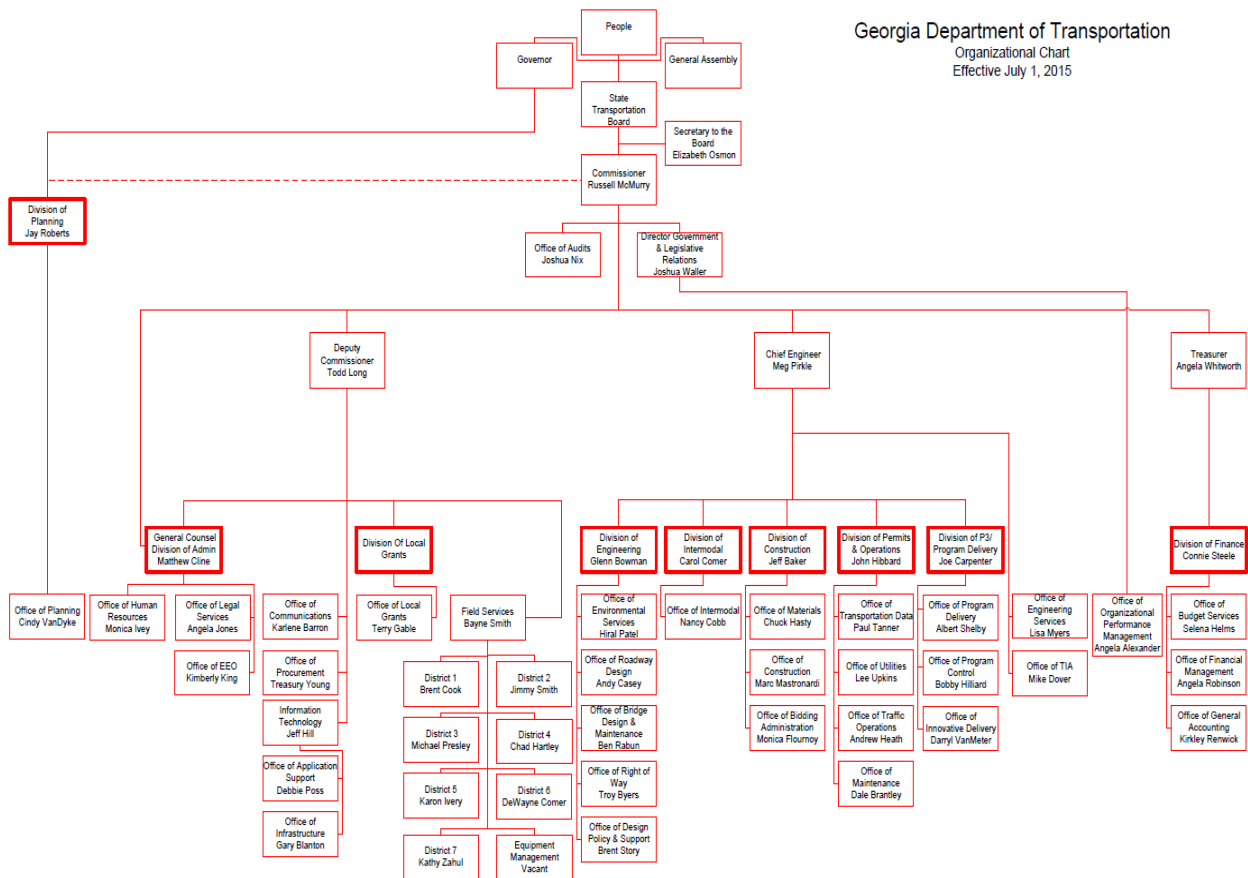 Georgia Department of Transportation
Organizational Chart
Effective July 1, 2015
People
Governor
General Assembly
State
Transportation
Board
Secretary to the
Board
Elizabeth Osmon
Commissioner
Russell McMurry
Division of
Planning
Jay Roberts
Office of Audits
Joshua Nix
Director Government
& Legislative
Relations
Joshua Waller
Deputy
Commissioner
Todd Long
Chief Engineer
Meg Pirkle
Treasurer
Angela Whitworth
General Counsel
Division of Admin
Matthew Cline
Division Of Local
Grants
Division of
Engineering
Glenn Bowman
Division of
Intermodal
Carol Comer
Division of
Construction
Jeff Baker
Division of Permits
& Operations
John Hibbard
Division of P3/
Program Delivery
Joe Carpenter
Division of Finance
Connie Steele
Office of Planning
Cindy VanDyke
Office of Human
Resources
Monica Ivey
Office of Legal
Services
Angela Jones
Office of EEO
Kimberly King
Office of
Communications
Karlene Barron
Office of
Procurement
Treasury Young
Information
Technology
Jeff Hill
Office of Application
Support
Debbie Poss
Office of
Infrastructure
Gary Blanton
Office of Local
Grants
Terry Gable
Field Services
Bayne Smith
District 1
Brent Cook
District 2
Jimmy Smith
District 3
Michael Presley
District 4
Chad Hartley
District 5
Karon Ivery
District 6
DeWayne Comer
District 7
Kathy Zahul
Equipment
Management
Vacant
Office of
Environmental
Services
Hiral Patel
Office of Roadway
Design
Andy Casey
Office of Bridge
Design &
Maintenance
Ben Rabun
Office of Right of
Way
Troy Byers
Office of Design
Policy & Support
Brent Story
Office of Intermodal
Nancy Cobb
Office of Materials
Chuck Hasty
Office of
Construction
Marc Mastronardi
Office of Bidding
Administration
Monica Flournoy
Office of
Transportation Data
Paul Tanner
Office of Utilities
Lee Upkins
Office of Traffic
Operations
Andrew Heath
Office of
Maintenance
Dale Brantley
Office of Program
Delivery
Albert Shelby
Office of Program
Control
Bobby Hilliard
Office of
Innovative Delivery
Darryl VanMeter
Office of
Engineering
Services
Lisa Myers
Office of TIA
Mike Dover
Office of
Organizational
Performance
Management
Angela Alexander
Office of
Budget Services
Selena Helms
Office of Financial
Management
Angela Robinson
Office of General
Accounting
Kirkley Renwick